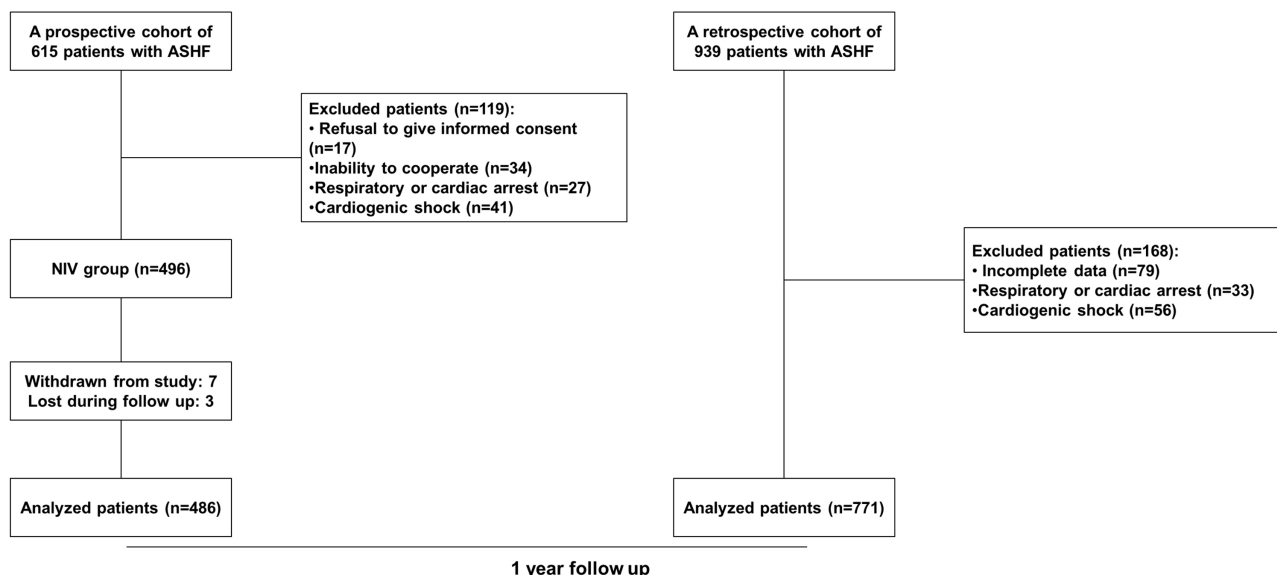 A prospective cohort of
615 patients with ASHF
Excluded patients (n=119):
• Refusal to give informed consent
(n=17)
•Inability to cooperate (n=34)
•Respiratory or cardiac arrest (n=27)
•Cardiogenic shock (n=41)
NIV group (n=496)
Withdrawn from study: 7
Lost during follow up: 3
Analyzed patients (n=486)
A retrospective cohort of
939 patients with ASHF
Excluded patients (n=168):
• Incomplete data (n=79)
•Respiratory or cardiac arrest (n=33)
•Cardiogenic shock (n=56)
Analyzed patients (n=771)
1 year follow up